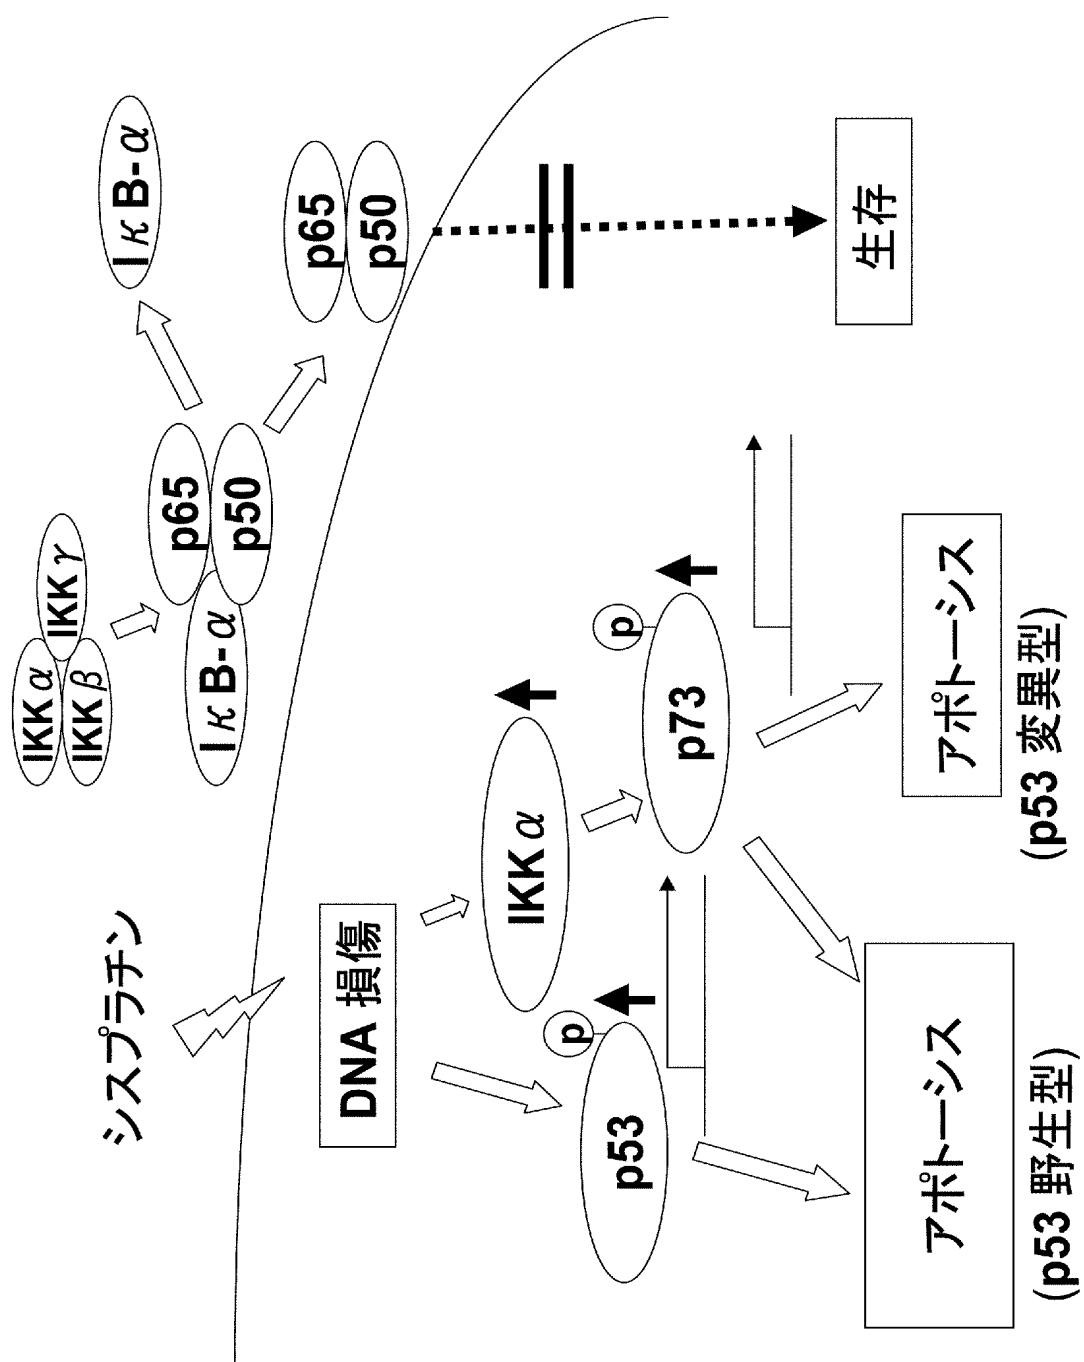 シスプラチン
IKKα
IKKβ
IKKγ
IκB-α
p65
p50
IκB-α
p65
p50
DNA 損傷
IKKα
p
p53
p
p73
生存
アポトーシス
(p53 野生型)
アポトーシス
(p53 変異型)